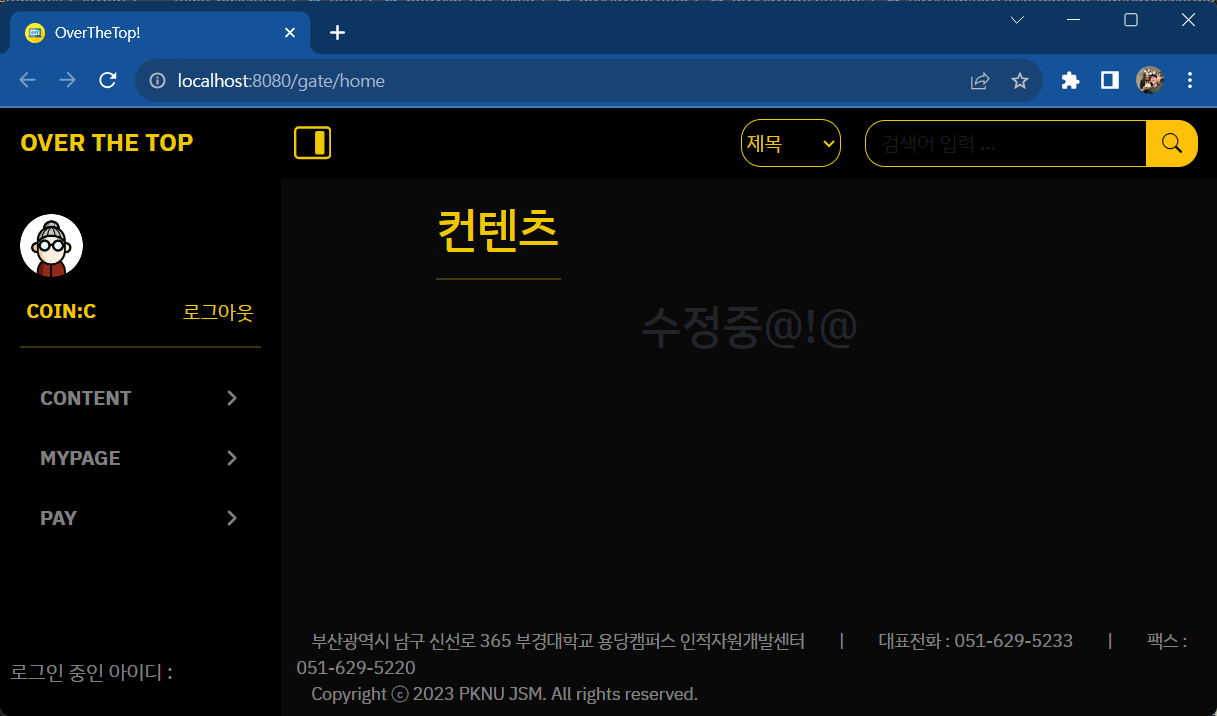 OverTheTop!
localhost:8080/gate/home
OVER THE TOP
제목
검색어 입력 ...
컨텐츠
수정중@!@
COIN:C 로그아웃
CONTENT
MYPAGE
PAY
로그인 중인 아이디 :
부산광역시 남구 신선로 365 부경대학교 용당캠퍼스 인적자원개발센터 | 대표전화 : 051-629-5233 | 팩스 :
051-629-5220
Copyright ⓒ 2023 PKNU JSM. All rights reserved.